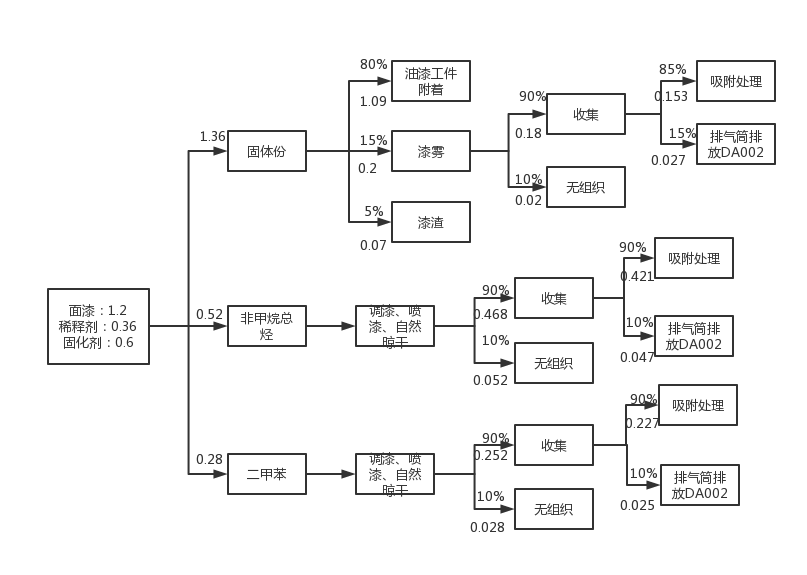 面漆：1.2
稀释剂：0.36
固化剂：0.6
1.36
固体份
80%
1.09
油漆工件
附着
15%
0.2
漆雾
5%
0.07
漆渣
90%
0.18
收集
10%
0.02
无组织
85%
0.153
吸附处理
15%
0.027
排气筒排
放DA002
0.52
非甲烷总
烃
调漆、喷
漆、自然
晾干
90%
0.468
收集
10%
0.052
无组织
90%
0.421
吸附处理
10%
0.047
排气筒排
放DA002
0.28
二甲苯
调漆、喷
漆、自然
晾干
90%
0.252
收集
10%
0.028
无组织
90%
0.227
吸附处理
10%
0.025
排气筒排
放DA002